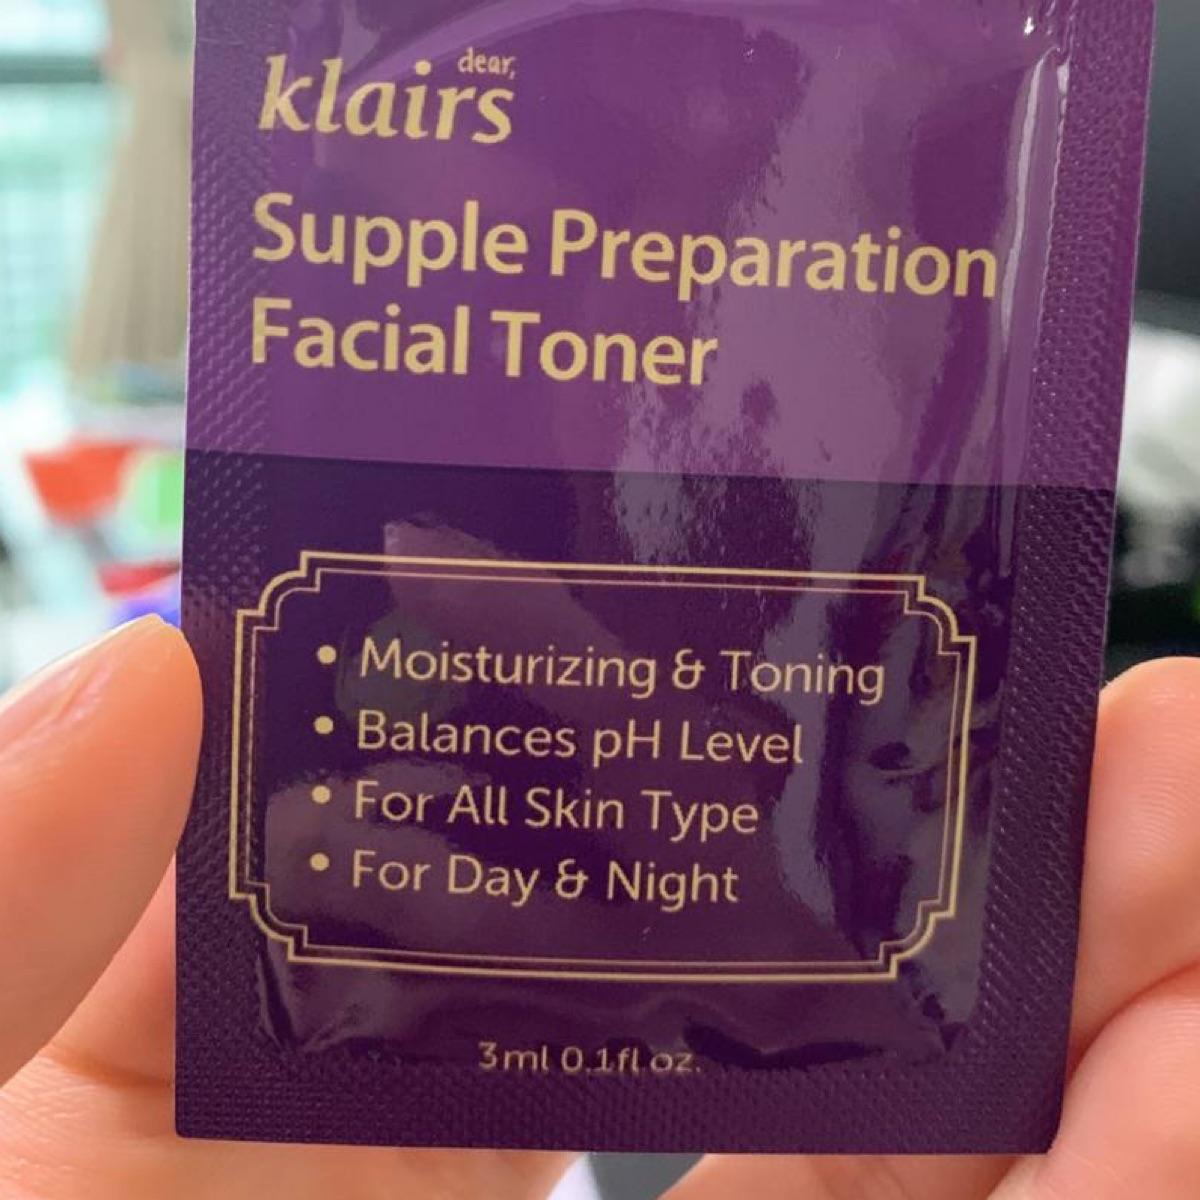 dear,
klairs
Supple Preparation
Facial Toner
• Moisturizing & Toning
• Balances pH Level
• For All Skin Type
• For Day & Night
3ml 0.1fl.oz.